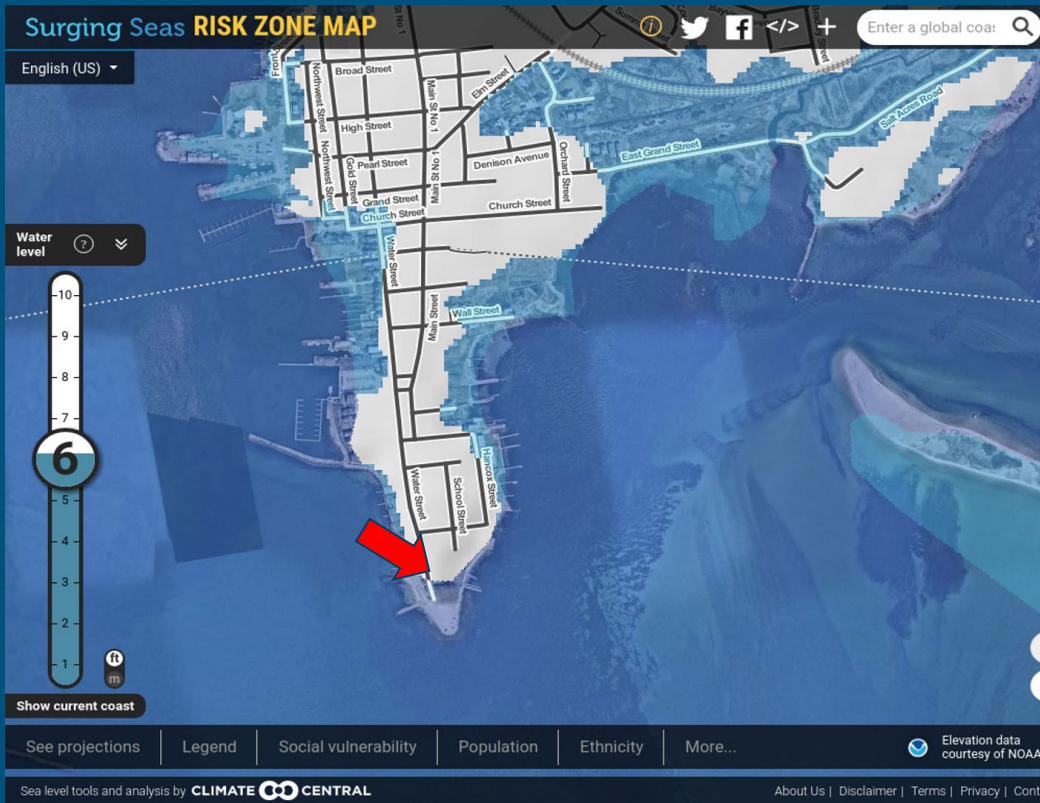 Surging Seas RISK ZONE MAP
</>
+
Enter a global coa
English (US)
St No 1
Front
Broad Street
Northwest Street
Main St No 1
Elm Street
Salt Acres Road
High Street
Northwest Street
Gold Street
Pearl Street
Main St No 1
Denison Avenue
Orchard Street
East Grand Street
Grand Street
Church Street
Church Street
Water Street
Water level
?
Main Street
Wall Street
10
9
8
7
6
5
4
3
2
1
Water Street
School Street
Hancox Street
ft
m
Show current coast
See projections
Legend
Social vulnerability
Population
Ethnicity
More...
Elevation data
courtesy of NOAA
Sea level tools and analysis by CLIMATE CENTRAL
About Us | Disclaimer | Terms | Privacy | Cont